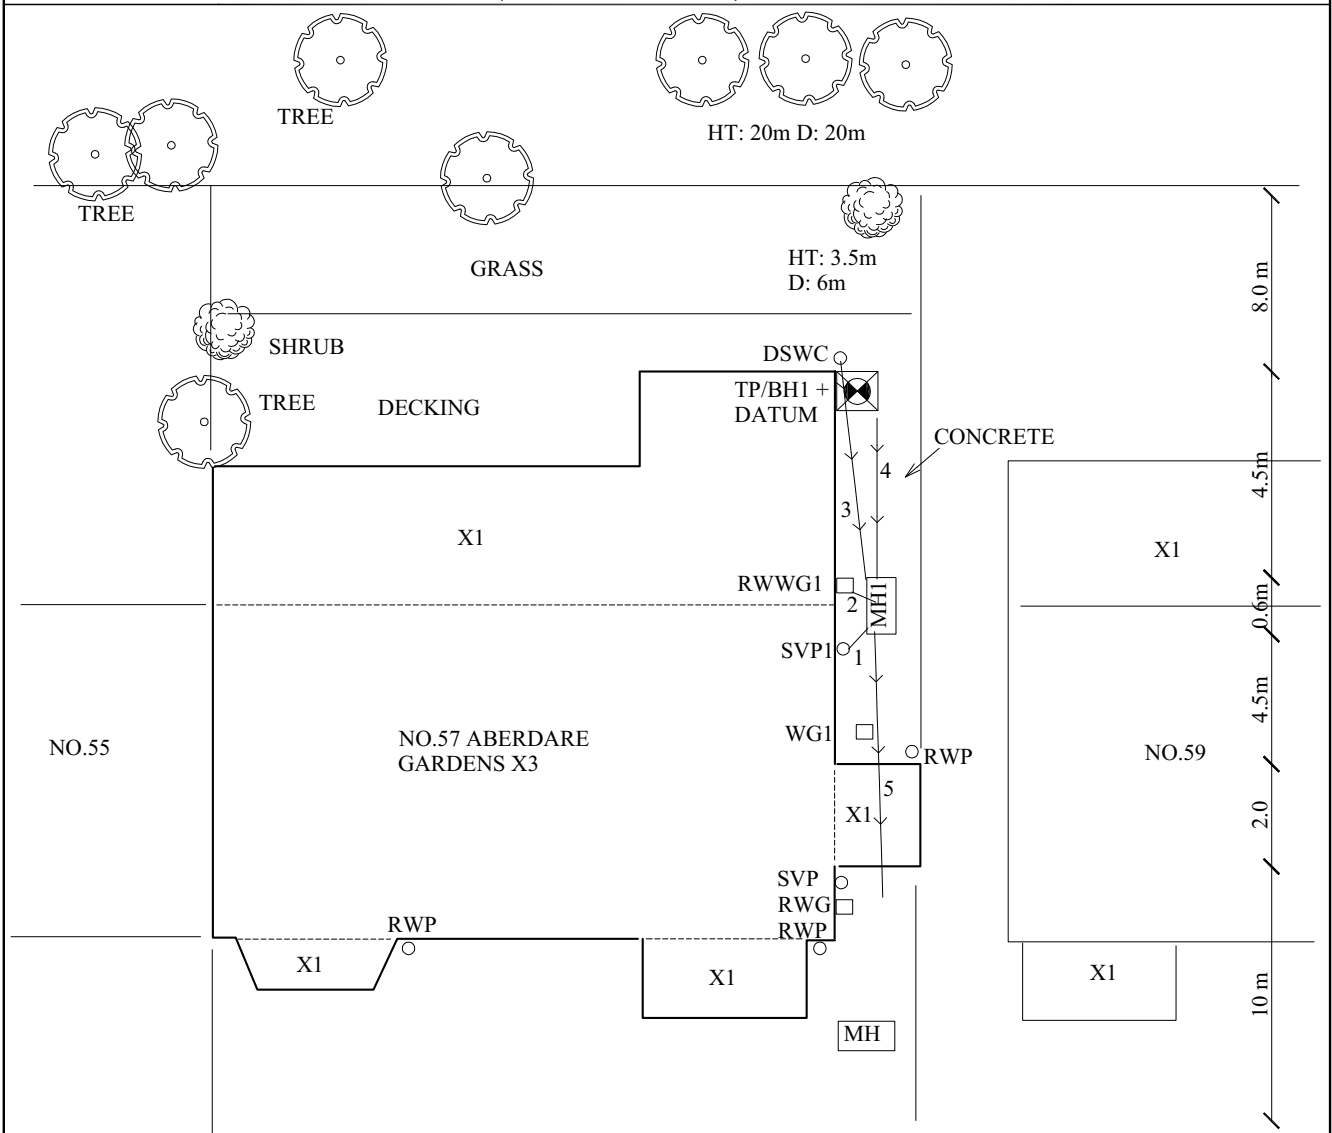 TREE
HT: 20m D: 20m
TREE
HT: 3.5m
D: 6m
GRASS
8.0 m
SHRUB
DSWC
TREE
DECKING
TP/BH1 +
DATUM
CONCRETE
4
4.5m
3
X1
X1
RWWG1
2
MH1
0.6m
SVP1
1
4.5m
WG1
NO.55
NO.57 ABERDARE
GARDENS X3
RWP
NO.59
5
X1
2.0
SVP
RWG
RWP
RWP
X1
X1
X1
10 m
MH